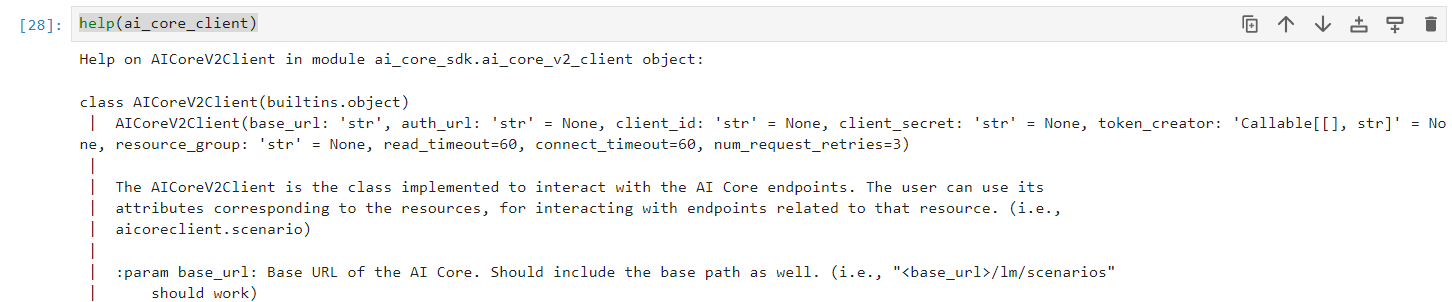 [28]: help(ai_core_client)
Help on AICoreV2Client in module ai_core_sdk.ai_core_v2_client object:
class AICoreV2Client(builtins.object)
 |  AICoreV2Client(base_url: 'str', auth_url: 'str' = None, client_id: 'str' = None, client_secret: 'str' = None, token_creator: 'Callable[[], str]' = No
ne, resource_group: 'str' = None, read_timeout=60, connect_timeout=60, num_request_retries=3)
 |
 |  The AICoreV2Client is the class implemented to interact with the AI Core endpoints. The user can use its
 |  attributes corresponding to the resources, for interacting with endpoints related to that resource. (i.e.,
 |  aicoreclient.scenario)
 |
 |  :param base_url: Base URL of the AI Core. Should include the base path as well. (i.e., "<base_url>/lm/scenarios"
 |      should work)